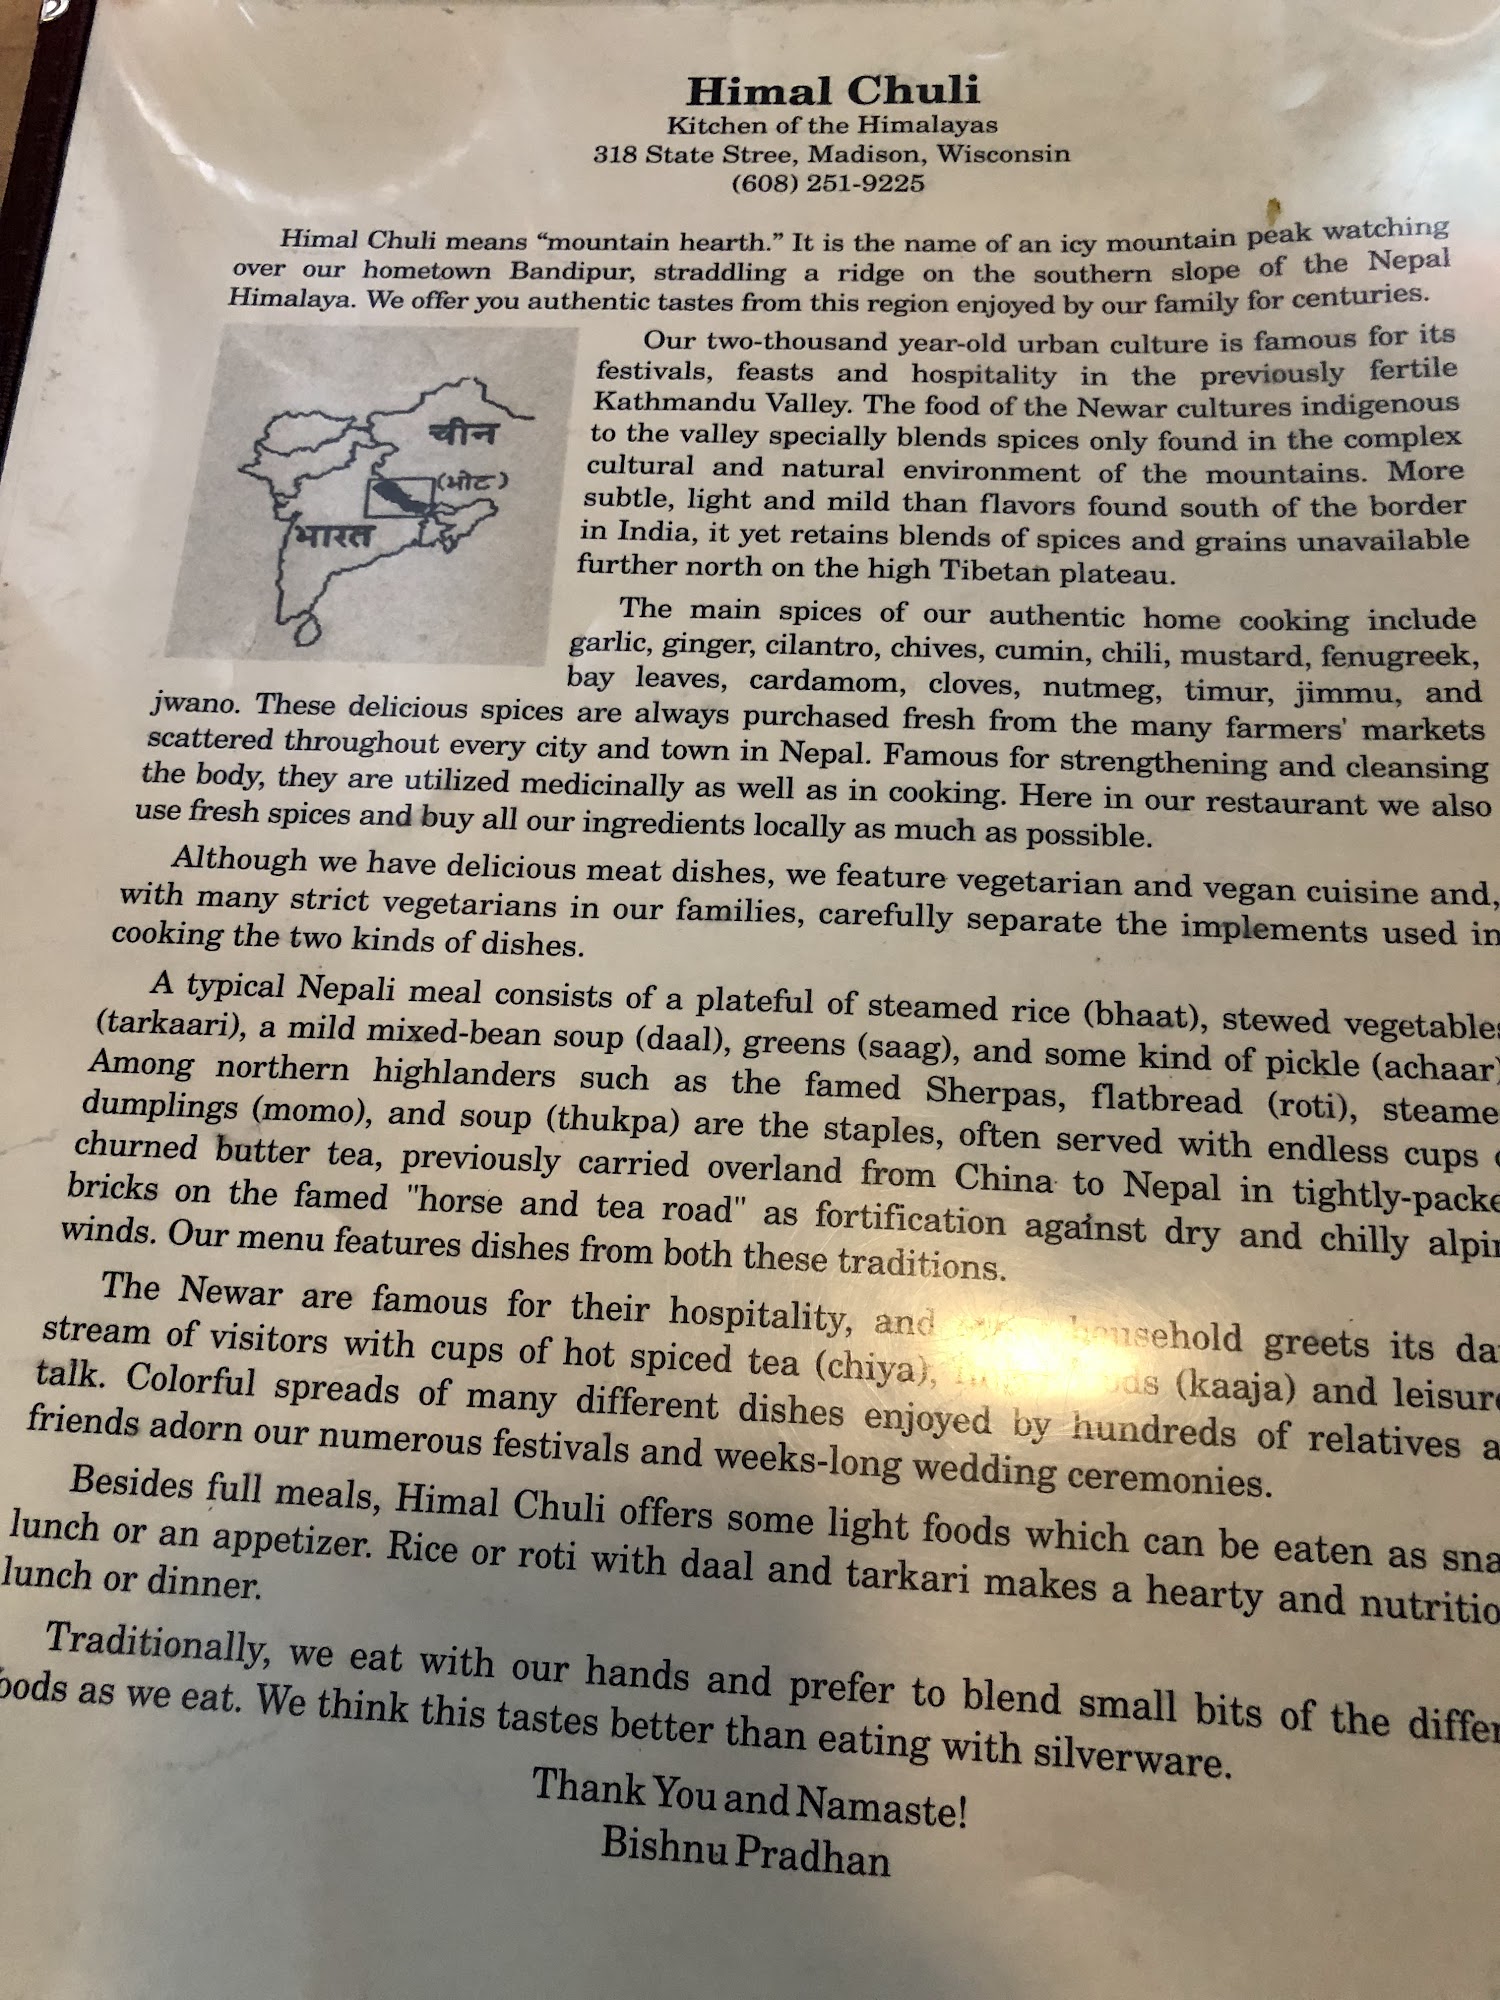 Himal Chuli
Kitchen of the Himalayas
318 State Stree, Madison, Wisconsin
(608) 251-9225
Himal Chuli means “mountain hearth.” It is the name of an icy mountain peak watching
over our hometown Bandipur, straddling a ridge on the southern slope of the Nepal
Himalaya. We offer you authentic tastes from this region enjoyed by our family for centuries.
चीन
(भोट)
भारत
Our two-thousand year-old urban culture is famous for its
festivals, feasts and hospitality in the previously fertile
Kathmandu Valley. The food of the Newar cultures indigenous
to the valley specially blends spices only found in the complex
cultural and natural environment of the mountains. More
subtle, light and mild than flavors found south of the border
in India, it yet retains blends of spices and grains unavailable
further north on the high Tibetan plateau.
The main spices of our authentic home cooking include
garlic, ginger, cilantro, chives, cumin, chili, mustard, fenugreek,
bay leaves, cardamom, cloves, nutmeg, timur, jimmu, and
jwano. These delicious spices are always purchased fresh from the many farmers' markets
scattered throughout every city and town in Nepal. Famous for strengthening and cleansing
the body, they are utilized medicinally as well as in cooking. Here in our restaurant we also
use fresh spices and buy all our ingredients locally as much as possible.
Although we have delicious meat dishes, we feature vegetarian and vegan cuisine and,
with many strict vegetarians in our families, carefully separate the implements used in
cooking the two kinds of dishes.
A typical Nepali meal consists of a plateful of steamed rice (bhaat), stewed vegetables
(tarkaari), a mild mixed-bean soup (daal), greens (saag), and some kind of pickle (achaar)
Among northern highlanders such as the famed Sherpas, flatbread (roti), steame
dumplings (momo), and soup (thukpa) are the staples, often served with endless cups
churned butter tea, previously carried overland from China to Nepal in tightly-packe
bricks on the famed "horse and tea road" as fortification against dry and chilly alpin
winds. Our menu features dishes from both these traditions.
The Newar are famous for their hospitality, and household greets its da
stream of visitors with cups of hot spiced tea (chiya), (kaaja) and leisure
talk. Colorful spreads of many different dishes enjoyed by hundreds of relatives a
friends adorn our numerous festivals and weeks-long wedding ceremonies.
Besides full meals, Himal Chuli offers some light foods which can be eaten as sna
lunch or an appetizer. Rice or roti with daal and tarkari makes a hearty and nutritio
lunch or dinner.
Traditionally, we eat with our hands and prefer to blend small bits of the differ
oods as we eat. We think this tastes better than eating with silverware.
Thank You and Namaste!
Bishnu Pradhan